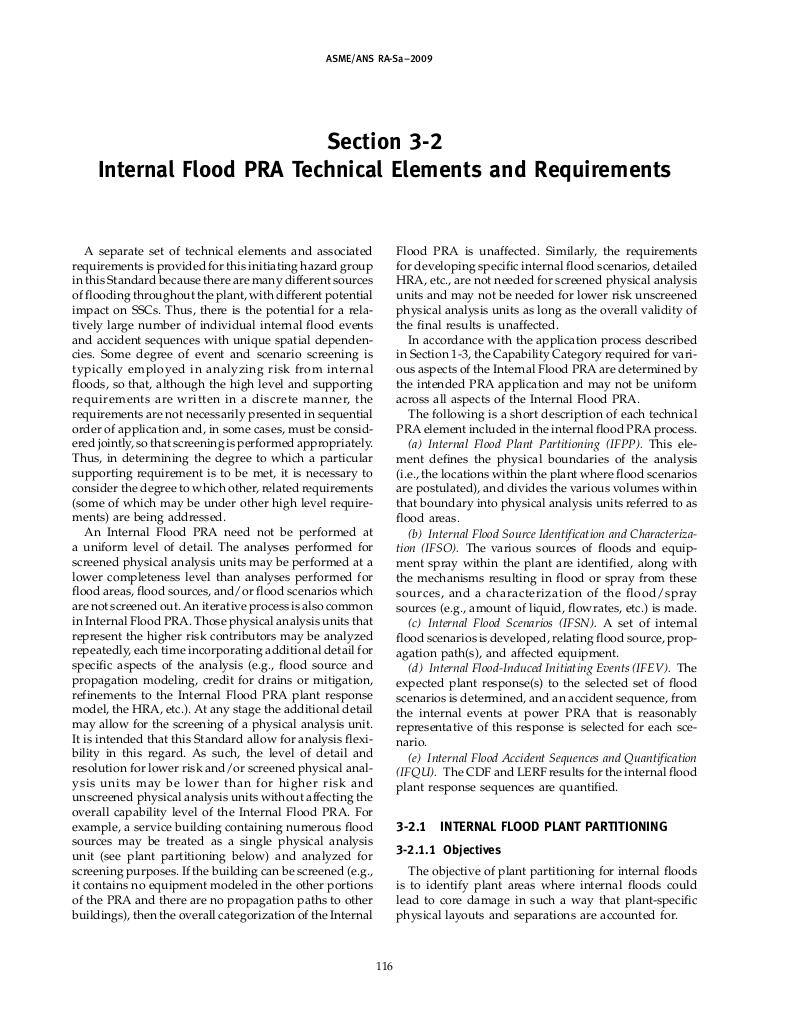 ASME/ANS RA-Sa–2009
Section 3-2
Internal Flood PRA Technical Elements and Requirements
A separate set of technical elements and associated
requirements is provided for this initiating hazard group
in this Standard because there are many different sources
of flooding throughout the plant, with different potential
impact on SSCs. Thus, there is the potential for a rela-
tively large number of individual internal flood events
and accident sequences with unique spatial dependen-
cies. Some degree of event and scenario screening is
typically employed in analyzing risk from internal
floods, so that, although the high level and supporting
requirements are written in a discrete manner, the
requirements are not necessarily presented in sequential
order of application and, in some cases, must be consid-
ered jointly, so that screening is performed appropriately.
Thus, in determining the degree to which a particular
supporting requirement is to be met, it is necessary to
consider the degree to which other, related requirements
(some of which may be under other high level require-
ments) are being addressed.
An Internal Flood PRA need not be performed at
a uniform level of detail. The analyses performed for
screened physical analysis units may be performed at a
lower completeness level than analyses performed for
flood areas, flood sources, and/or flood scenarios which
are not screened out. An iterative process is also common
in Internal Flood PRA. Those physical analysis units that
represent the higher risk contributors may be analyzed
repeatedly, each time incorporating additional detail for
specific aspects of the analysis (e.g., flood source and
propagation modeling, credit for drains or mitigation,
refinements to the Internal Flood PRA plant response
model, the HRA, etc.). At any stage the additional detail
may allow for the screening of a physical analysis unit.
It is intended that this Standard allow for analysis flexi-
bility in this regard. As such, the level of detail and
resolution for lower risk and/or screened physical anal-
ysis units may be lower than for higher risk and
unscreened physical analysis units without affecting the
overall capability level of the Internal Flood PRA. For
example, a service building containing numerous flood
sources may be treated as a single physical analysis
unit (see plant partitioning below) and analyzed for
screening purposes. If the building can be screened (e.g.,
it contains no equipment modeled in the other portions
of the PRA and there are no propagation paths to other
buildings), then the overall categorization of the Internal
Flood PRA is unaffected. Similarly, the requirements
for developing specific internal flood scenarios, detailed
HRA, etc., are not needed for screened physical analysis
units and may not be needed for lower risk unscreened
physical analysis units as long as the overall validity of
the final results is unaffected.
In accordance with the application process described
in Section 1-3, the Capability Category required for vari-
ous aspects of the Internal Flood PRA are determined by
the intended PRA application and may not be uniform
across all aspects of the Internal Flood PRA.
The following is a short description of each technical
PRA element included in the internal flood PRA process.
(a) Internal Flood Plant Partitioning (IFPP). This ele-
ment defines the physical boundaries of the analysis
(i.e., the locations within the plant where flood scenarios
are postulated), and divides the various volumes within
that boundary into physical analysis units referred to as
flood areas.
(b) Internal Flood Source Identification and Characteriza-
tion (IFSO). The various sources of floods and equip-
ment spray within the plant are identified, along with
the mechanisms resulting in flood or spray from these
sources, and a characterization of the flood/spray
sources (e.g., amount of liquid, flowrates, etc.) is made.
(c) Internal Flood Scenarios (IFSN). A set of internal
flood scenarios is developed, relating flood source, prop-
agation path(s), and affected equipment.
(d) Internal Flood-Induced Initiating Events (IFEV). The
expected plant response(s) to the selected set of flood
scenarios is determined, and an accident sequence, from
the internal events at power PRA that is reasonably
representative of this response is selected for each sce-
nario.
(e) Internal Flood Accident Sequences and Quantification
(IFQU). The CDF and LERF results for the internal flood
plant response sequences are quantified.
3-2.1 INTERNAL FLOOD PLANT PARTITIONING
3-2.1.1 Objectives
The objective of plant partitioning for internal floods
is to identify plant areas where internal floods could
lead to core damage in such a way that plant-specific
physical layouts and separations are accounted for.
116